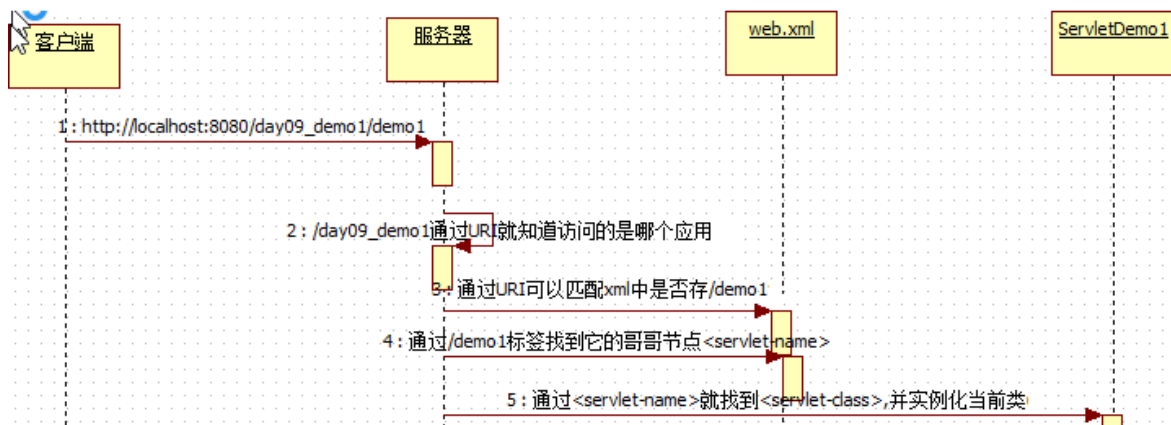 客户端
服务器
web.xml
ServletDemo1
1 : http://localhost:8080/day09_demo1/demo1
2 : /day09_demo1通过URI就知道访问的是哪个应用
3 : 通过URI可以匹配xml中是否存/demo1
4 : 通过/demo1标签找到它的哥哥节点<servlet-name>
5 : 通过<servlet-name>就找到<servlet-class>,并实例化当前类